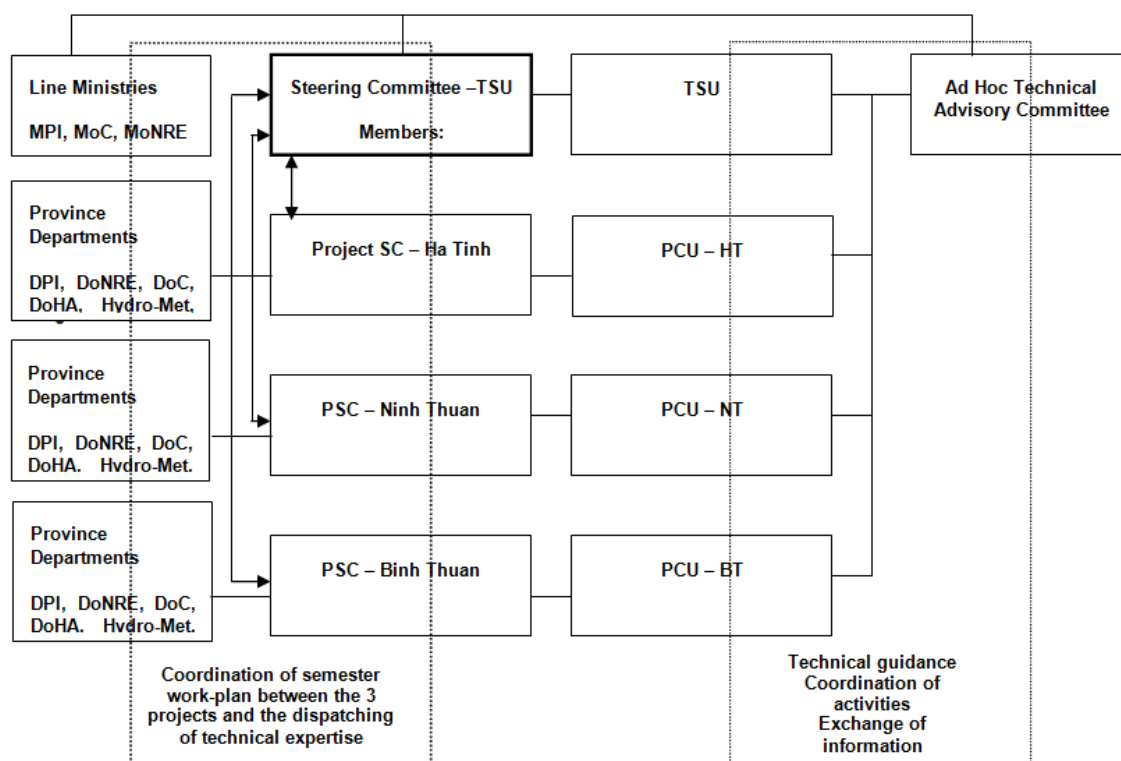 Line Ministries
MPI, MoC, MoNRE
Steering Committee –TSU
Members:
TSU
Ad Hoc Technical
Advisory Committee
Province
Departments
DPI, DoNRE, DoC,
DoHA, Hydro-Met,
Project SC – Ha Tinh
PCU – HT
Province
Departments
DPI, DoNRE, DoC,
DoHA. Hydro-Met.
PSC – Ninh Thuan
PCU – NT
Province
Departments
DPI, DoNRE, DoC,
DoHA. Hydro-Met.
PSC – Binh Thuan
PCU – BT
Coordination of semester
work-plan between the 3
projects and the dispatching
of technical expertise
Technical guidance
Coordination of
activities
Exchange of
information